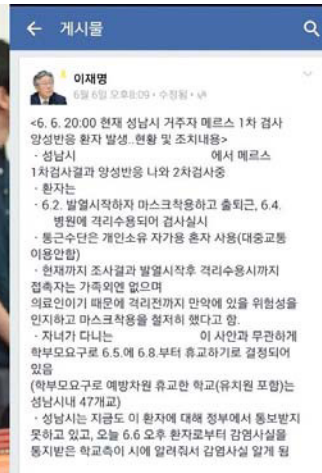 게시물
이재명
6월 6일 오후8:09 · 수정됨 ·
<6. 6. 20:00 현재 성남시 거주자 메르스 1차 검사
양성반응 환자 발생..현황 및 조치내용>
· 성남시 에서 메르스
1차검사결과 양성반응 나와 2차검사중
· 환자는
· 6.2. 발열시작하자 마스크착용하고 출퇴근, 6.4.
병원에 격리수용되어 검사실시
· 통근수단은 개인소유 자가용 혼자 사용(대중교통
이용안함)
· 현재까지 조사결과 발열시작후 격리수용시까지
접촉자는 가족외엔 없으며
의료인이기 때문에 격리전까지 만약에 있을 위험성을
인지하고 마스크착용을 철저히 했다고 함.
· 자녀가 다니는 이 사안과 무관하게
학부모요구로 6.5.에 6.8.부터 휴교하기로 결정되어
있음
(학부모요구로 예방차원 휴교한 학교(유치원 포함)는
성남시내 47개교)
· 성남시는 지금도 이 환자에 대해 정부에서 통보받지
못하고 있고, 오늘 6.6 오후 환자로부터 감염사실을
통지받은 학교측이 시에 알려줘서 감염사실 알게 됨